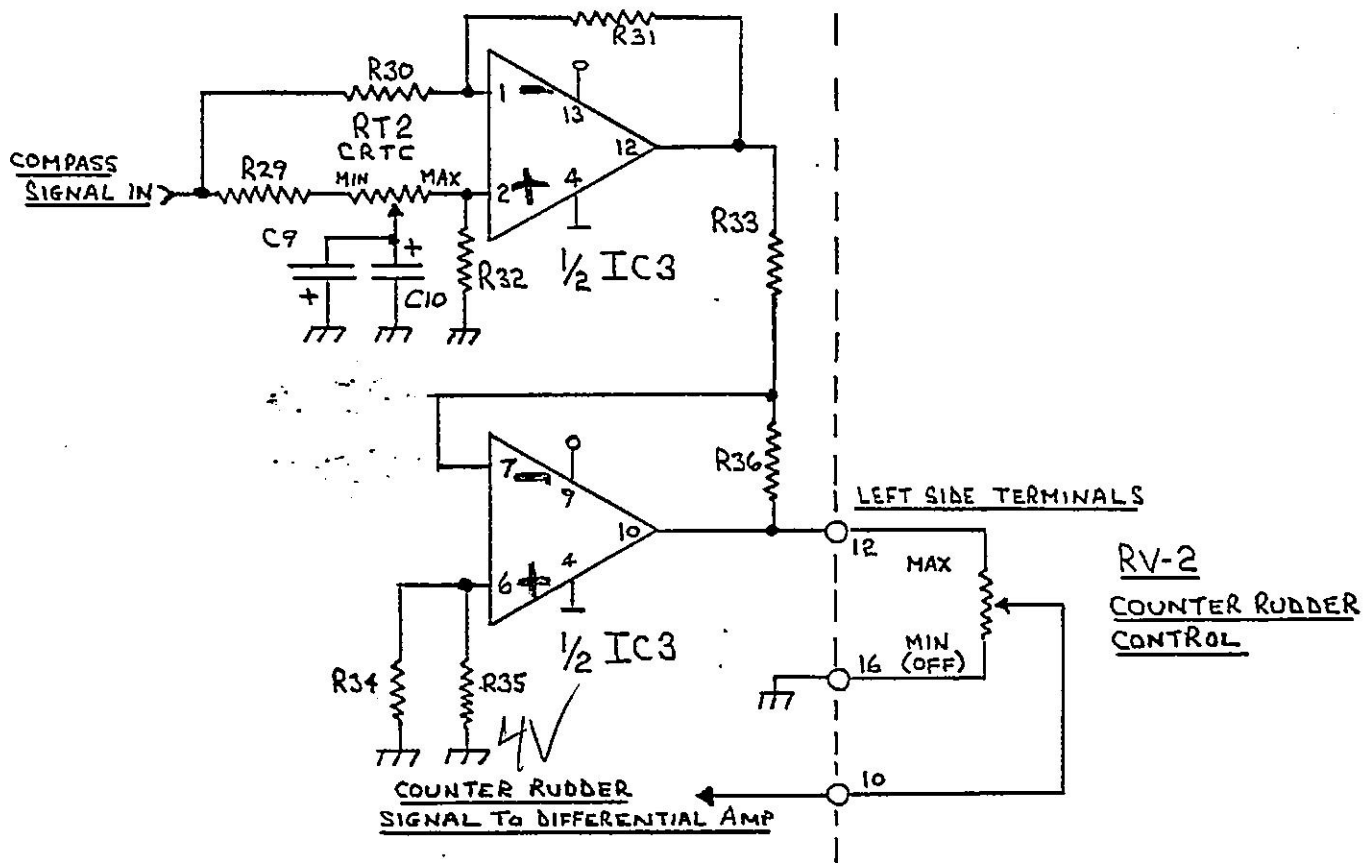 R31
R30
1 −
13
RT2
CRTC
12
COMPASS
SIGNAL IN
R29
MIN
MAX
2 +
4
R33
C9
+
+
C10
R32
½ IC3
R36
7 −
9
10
LEFT SIDE TERMINALS
12
MAX
RV-2
COUNTER RUDDER
CONTROL
6 +
4
½ IC3
16
MIN
(OFF)
R34
R35
4V
10
COUNTER RUDDER
SIGNAL TO DIFFERENTIAL AMP